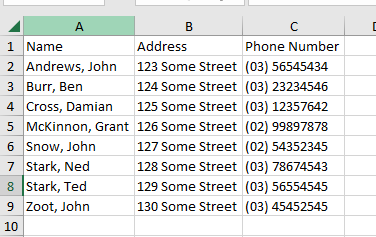 A B C
1 Name Address Phone Number
2 Andrews, John 123 Some Street (03) 56545434
3 Burr, Ben 124 Some Street (03) 23234546
4 Cross, Damian 125 Some Street (03) 12357642
5 McKinnon, Grant 126 Some Street (02) 99897878
6 Snow, John 127 Some Street (02) 54352345
7 Stark, Ned 128 Some Street (03) 78674543
8 Stark, Ted 129 Some Street (03) 56554545
9 Zoot, John 130 Some Street (03) 45452545
10